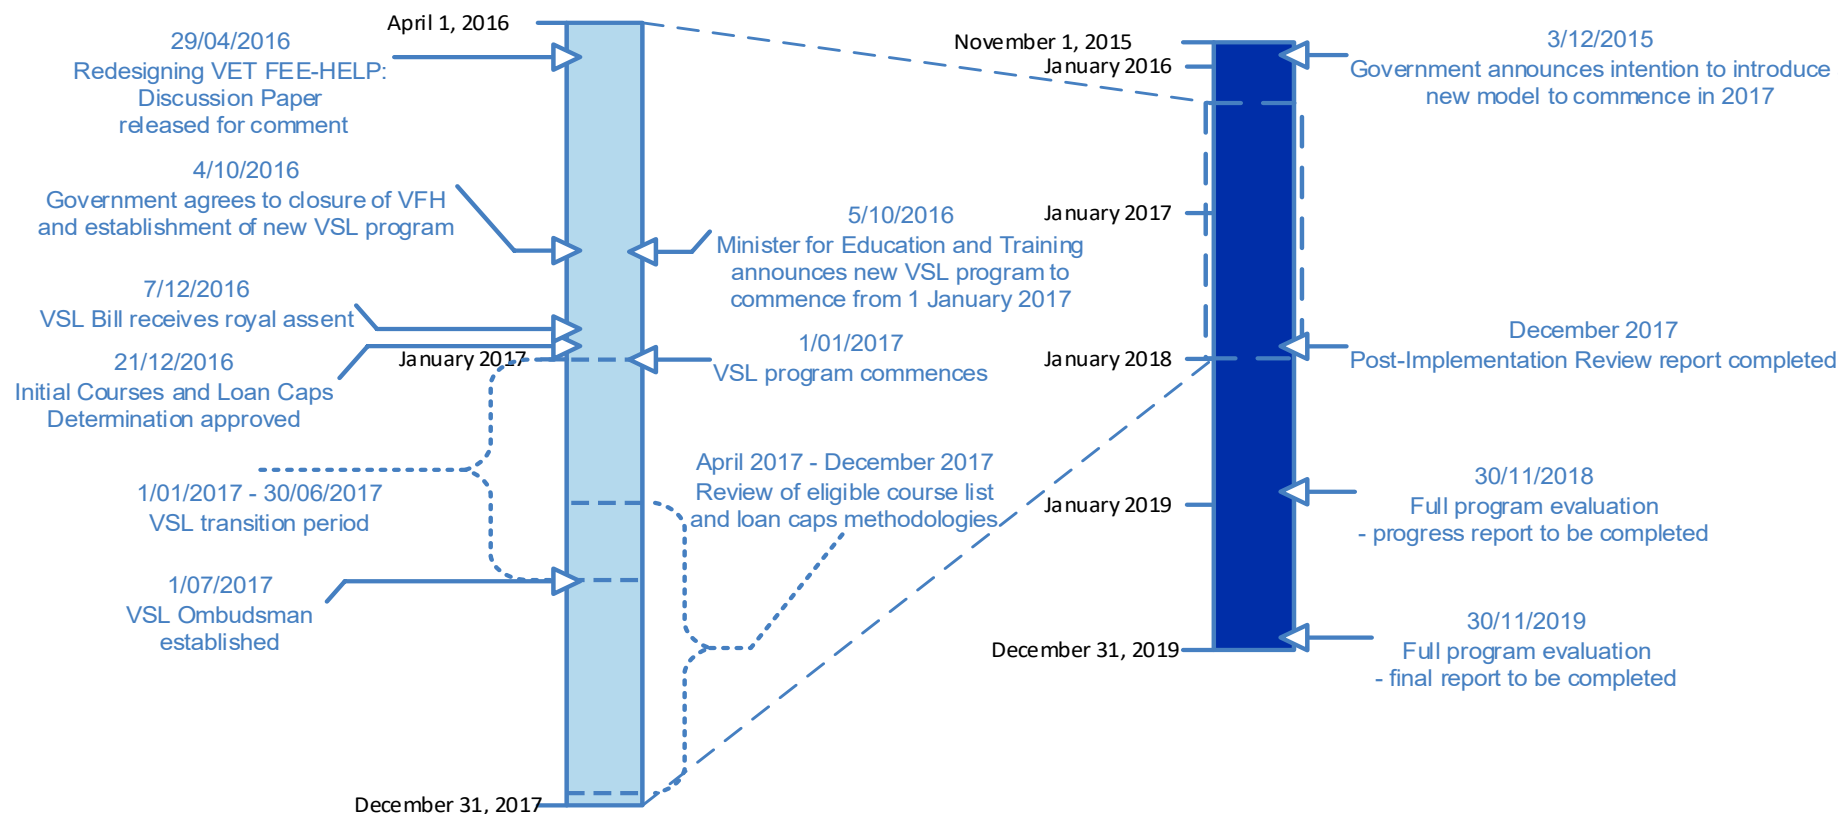 April 1, 2016
29/04/2016
Redesigning VET FEE-HELP:
Discussion Paper
released for comment
4/10/2016
Government agrees to closure of VFH
and establishment of new VSL program
7/12/2016
VSL Bill receives royal assent
21/12/2016
Initial Courses and Loan Caps
Determination approved
January 2017
1/01/2017 - 30/06/2017
VSL transition period
1/07/2017
VSL Ombudsman
established
December 31, 2017
5/10/2016
Minister for Education and Training
announces new VSL program to
commence from 1 January 2017
1/01/2017
VSL program commences
April 2017 - December 2017
Review of eligible course list
and loan caps methodologies
November 1, 2015
January 2016
January 2017
January 2018
January 2019
December 31, 2019
3/12/2015
Government announces intention to introduce
new model to commence in 2017
December 2017
Post-Implementation Review report completed
30/11/2018
Full program evaluation
- progress report to be completed
30/11/2019
Full program evaluation
- final report to be completed